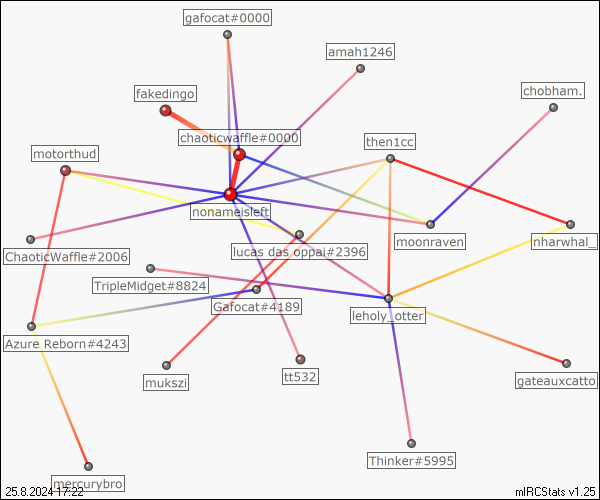 gafocat#0000
amah1246
fakedingo
chobham.
chaoticwaffle#0000
then1cc
motorthud
nonameisleft
moonraven
nharwhal_
ChaoticWaffle#2006
lucas das oppai#2396
TripleMidget#8824
Gafocat#4189
leholy_otter
Azure Reborn#4243
mukszi
tt532
gateauxcatto
Thinker#5995
mercurybro
25.8.2024 17:22
mIRCStats v1.25